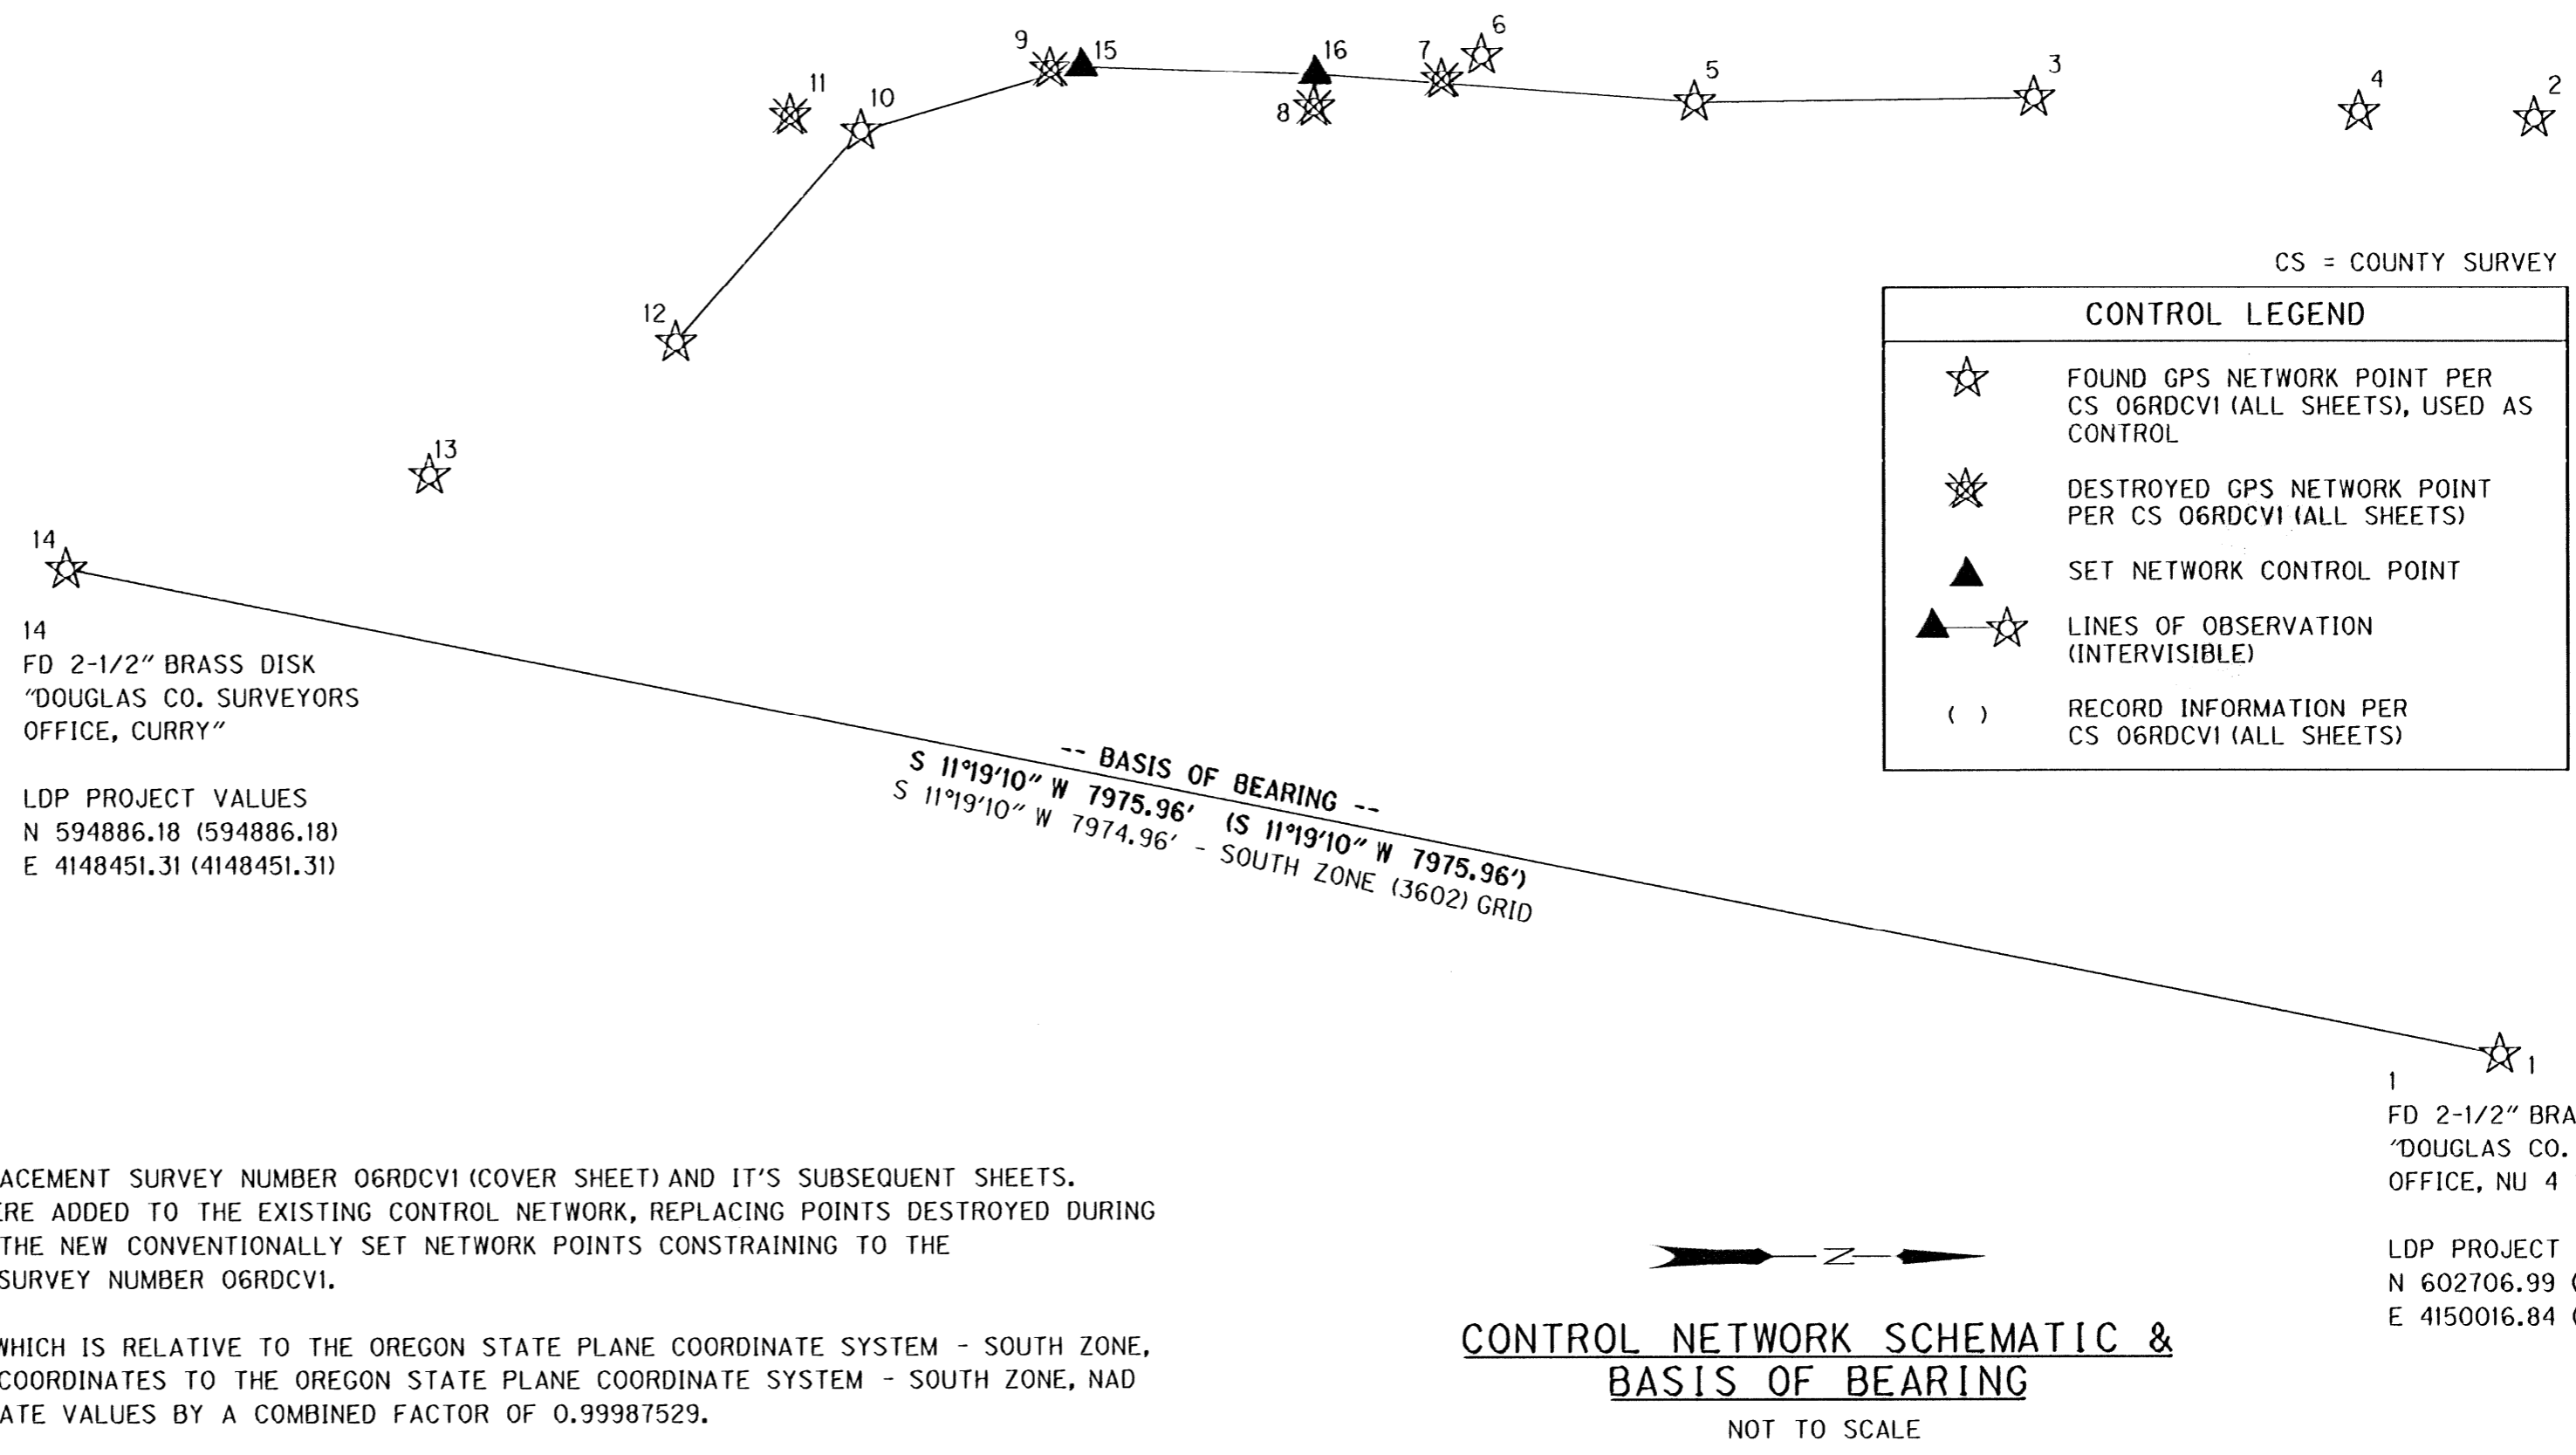 6
9
15
16
7
5
3
4
2
11
10
8
CS = COUNTY SURVEY
CONTROL LEGEND
FOUND GPS NETWORK POINT PER
CS 06RDCV1 (ALL SHEETS), USED AS
CONTROL
DESTROYED GPS NETWORK POINT
PER CS 06RDCV1 (ALL SHEETS)
SET NETWORK CONTROL POINT
LINES OF OBSERVATION
(INTERVISIBLE)
( ) RECORD INFORMATION PER
CS 06RDCV1 (ALL SHEETS)
12
13
14
14
FD 2-1/2" BRASS DISK
"DOUGLAS CO. SURVEYORS
OFFICE, CURRY"
LDP PROJECT VALUES
N 594886.18 (594886.18)
E 4148451.31 (4148451.31)
-- BASIS OF BEARING --
S 11°19'10" W 7975.96' (S 11°19'10" W 7975.96')
S 11°19'10" W 7974.96' - SOUTH ZONE (3602) GRID
1
1
FD 2-1/2" BRA
"DOUGLAS CO.
OFFICE, NU 4
LDP PROJECT
N 602706.99 (
E 4150016.84 (
ACEMENT SURVEY NUMBER 06RDCV1 (COVER SHEET) AND IT'S SUBSEQUENT SHEETS.
ERE ADDED TO THE EXISTING CONTROL NETWORK, REPLACING POINTS DESTROYED DURING
THE NEW CONVENTIONALLY SET NETWORK POINTS CONSTRAINING TO THE
SURVEY NUMBER 06RDCV1.
WHICH IS RELATIVE TO THE OREGON STATE PLANE COORDINATE SYSTEM - SOUTH ZONE,
COORDINATES TO THE OREGON STATE PLANE COORDINATE SYSTEM - SOUTH ZONE, NAD
ATE VALUES BY A COMBINED FACTOR OF 0.99987529.
N
CONTROL NETWORK SCHEMATIC &
BASIS OF BEARING
NOT TO SCALE